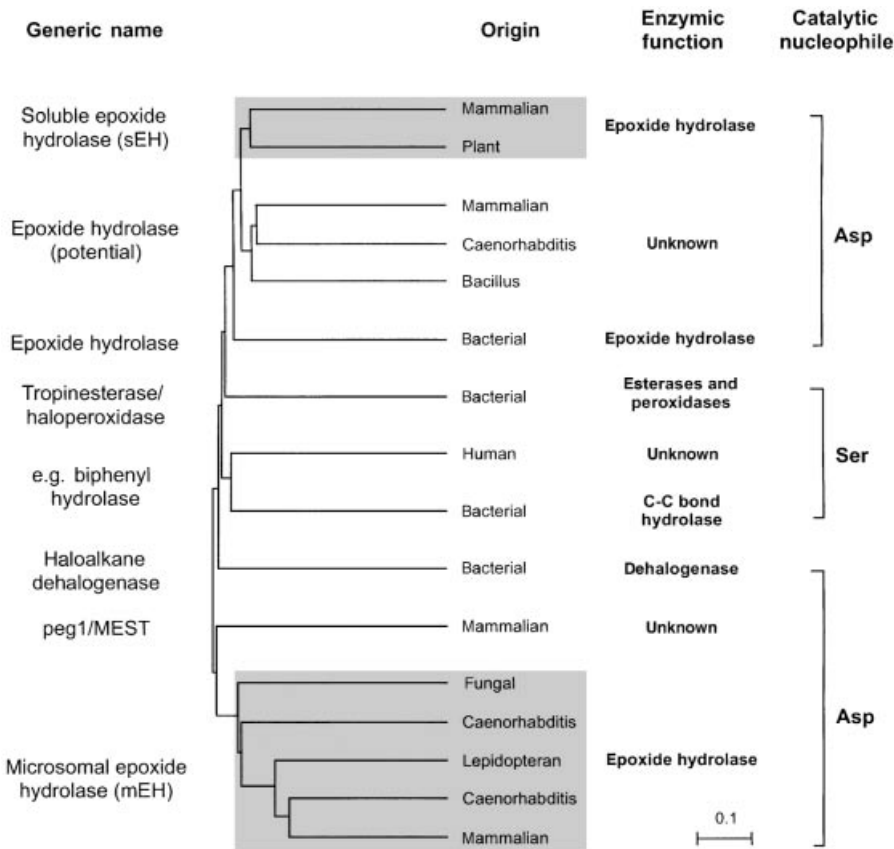 Generic name
Origin
Enzymic
function
Catalytic
nucleophile
Soluble epoxide
hydrolase (sEH)
Mammalian
Plant
Epoxide hydrolase
Epoxide hydrolase
(potential)
Mammalian
Caenorhabditis
Bacillus
Unknown
Asp
Epoxide hydrolase
Bacterial
Epoxide hydrolase
Tropinesterase/
haloperoxidase
Bacterial
Esterases and
peroxidases
e.g. biphenyl
hydrolase
Human
Unknown
Ser
Bacterial
C-C bond
hydrolase
Haloalkane
dehalogenase
Bacterial
Dehalogenase
peg1/MEST
Mammalian
Unknown
Microsomal epoxide
hydrolase (mEH)
Fungal
Caenorhabditis
Lepidopteran
Caenorhabditis
Mammalian
Epoxide hydrolase
Asp
0.1